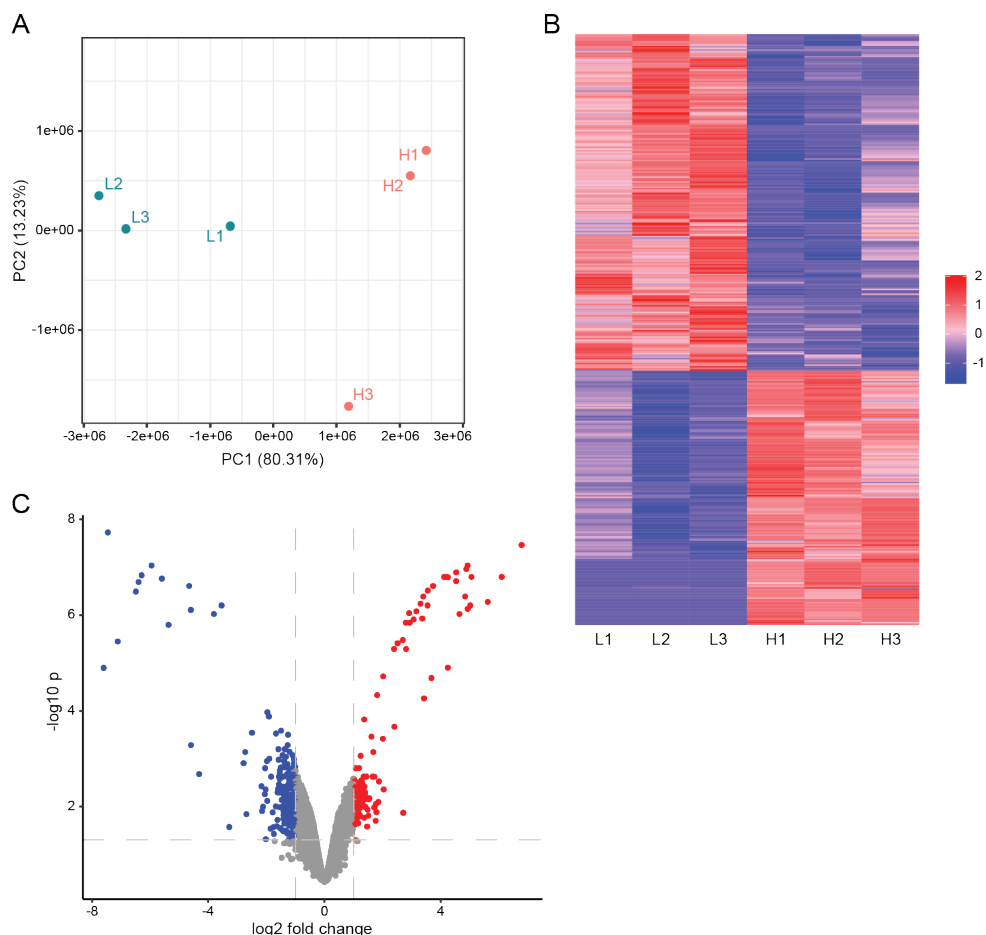 A
B
1e+06
0e+00
-1e+06
PC2 (13.23%)
H1
H2
L2
L3
L1
H3
-3e+06 -2e+06 -1e+06 0e+00 1e+06 2e+06 3e+06
PC1 (80.31%)
2
1
0
-1
L1 L2 L3 H1 H2 H3
C
8
6
4
2
-log10 p
-8 -4 0 4
log2 fold change